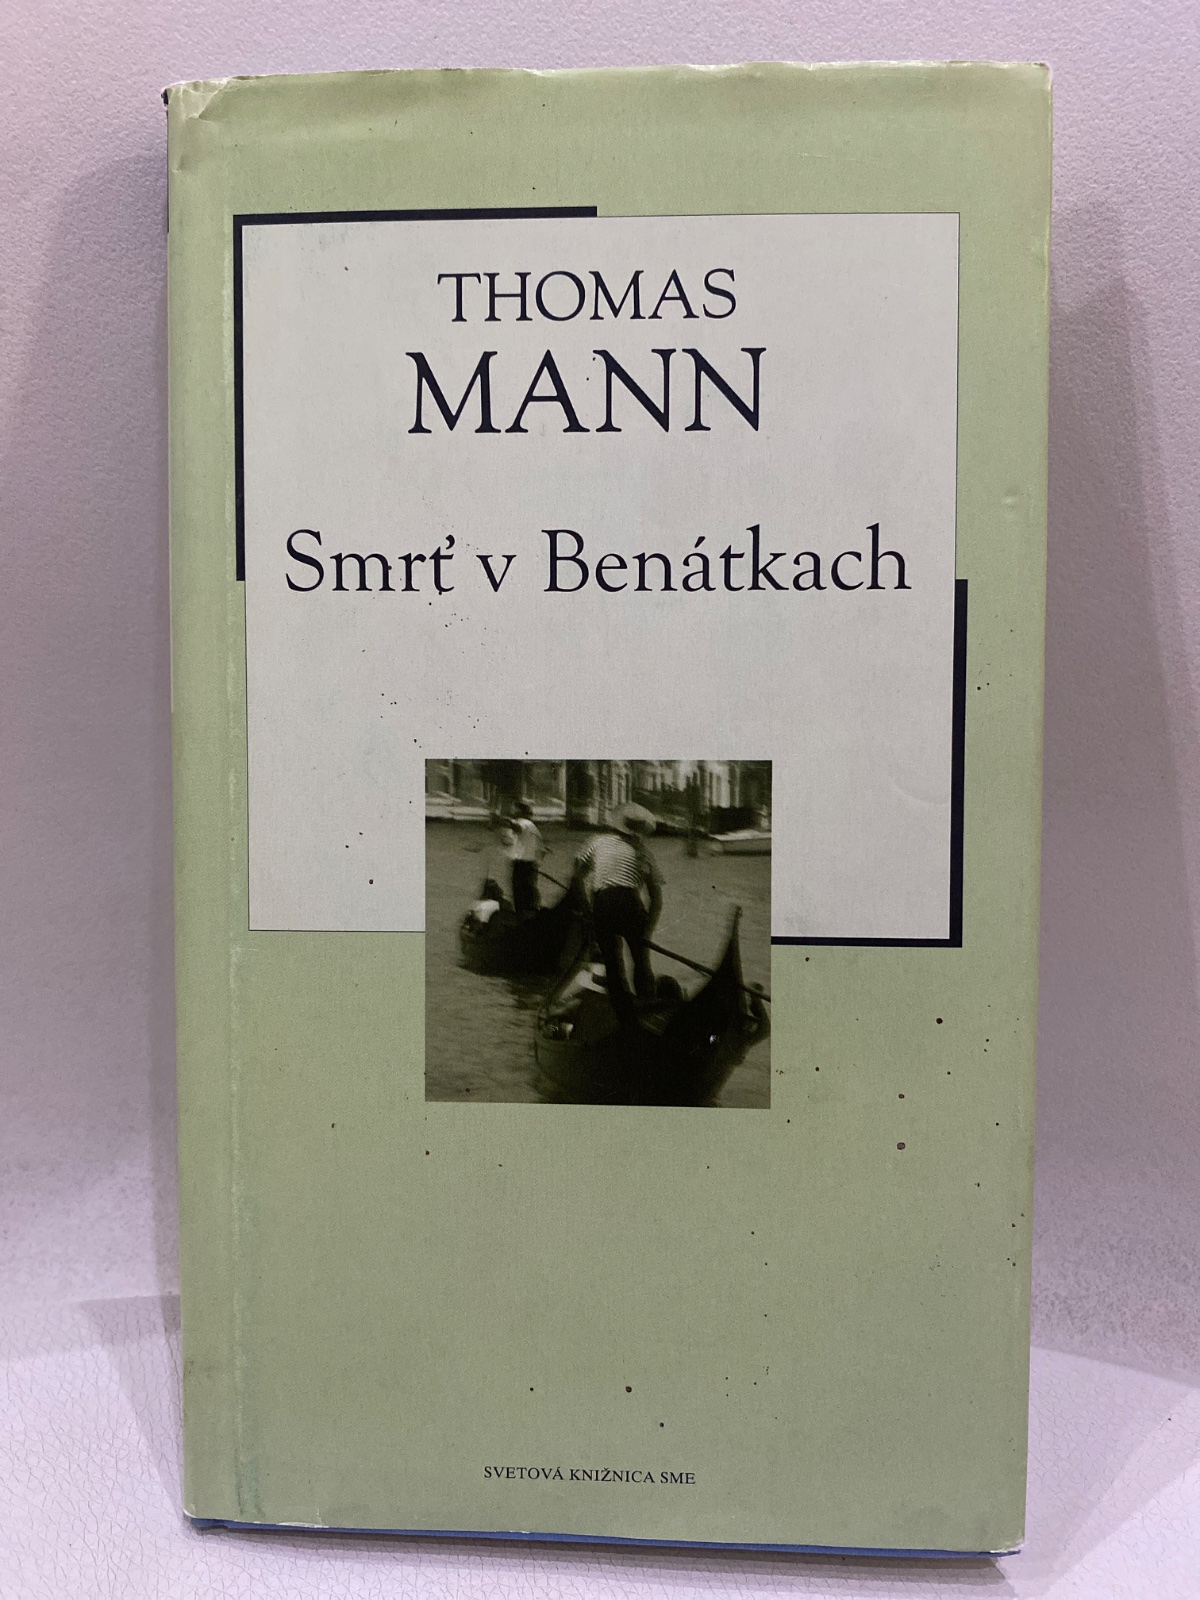 THOMAS
MANN
Smrť v Benátkach
SVETOVÁ KNIŽNICA SME